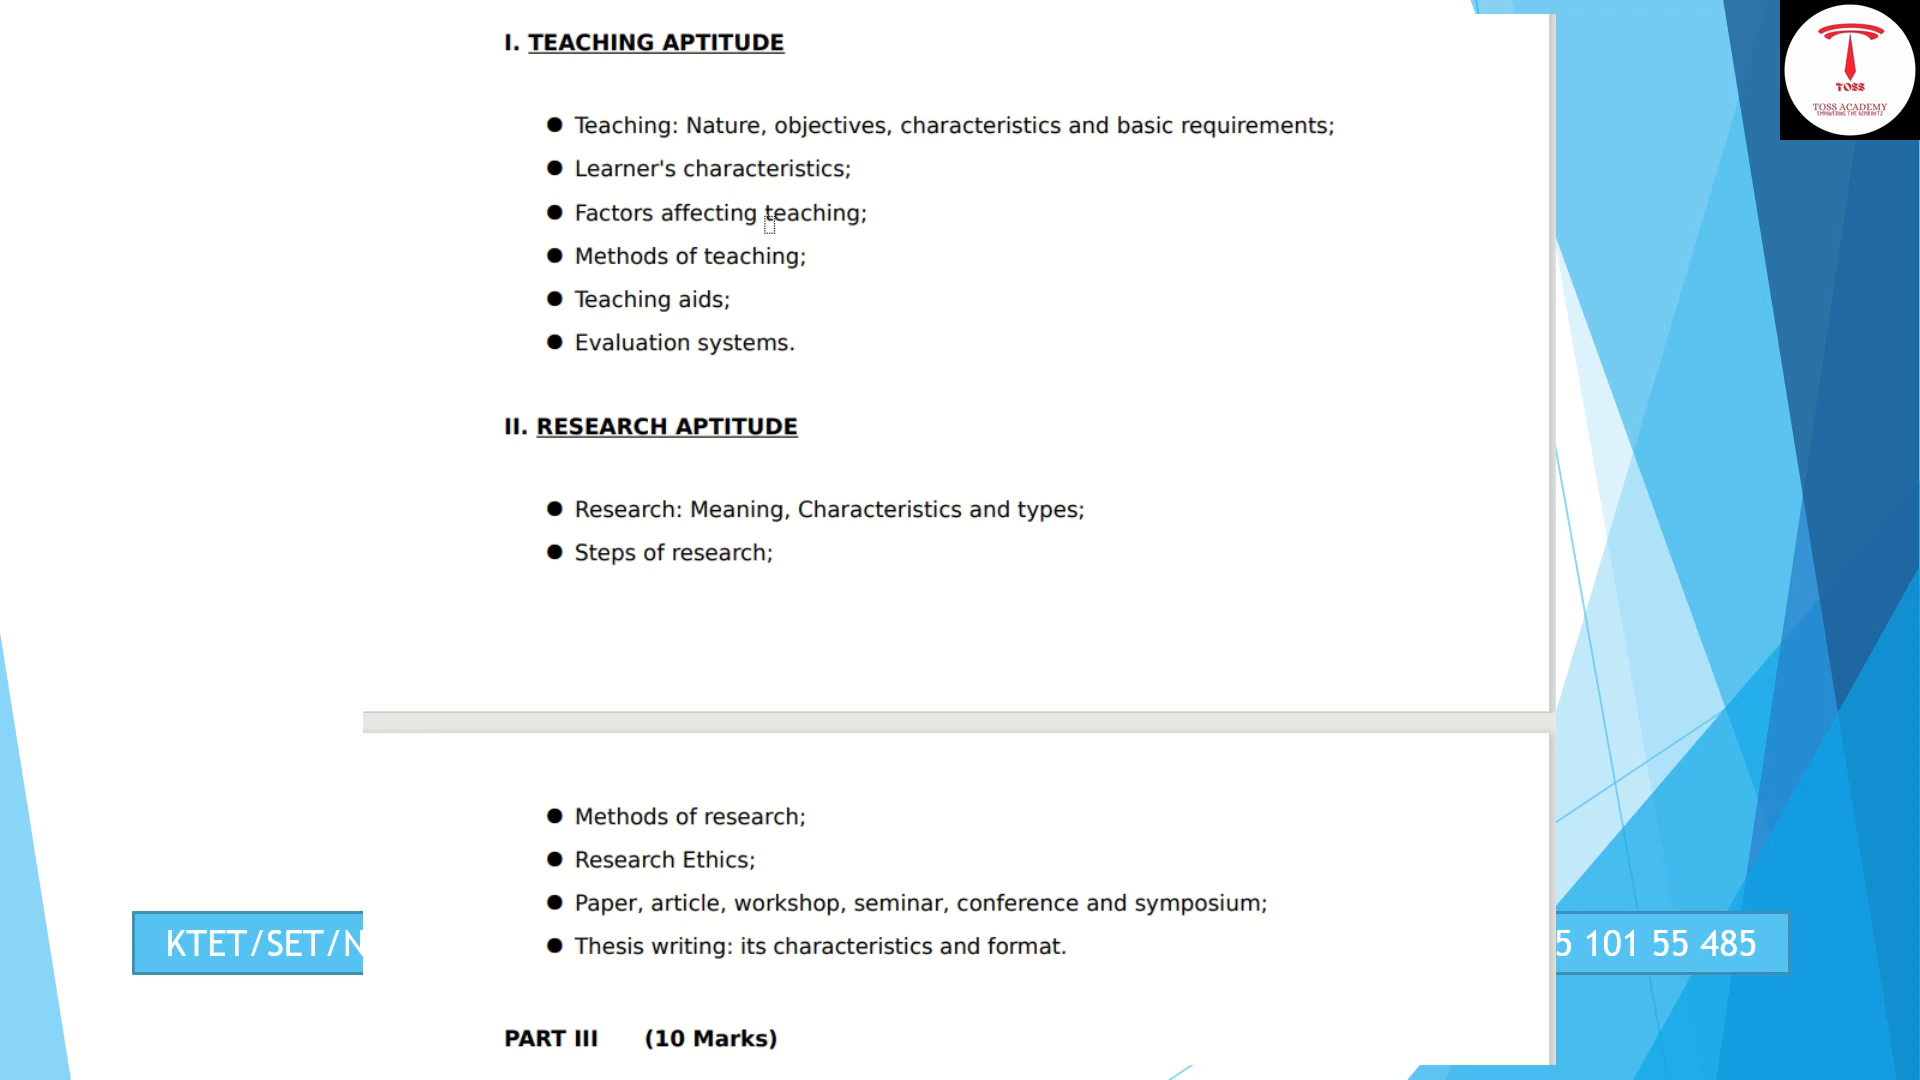 I. TEACHING APTITUDE
TOSS
TOSS ACADEMY
EMPOWERING THE ASPIRANTS
● Teaching: Nature, objectives, characteristics and basic requirements;
● Learner's characteristics;
● Factors affecting teaching;
● Methods of teaching;
● Teaching aids;
● Evaluation systems.
II. RESEARCH APTITUDE
● Research: Meaning, Characteristics and types;
● Steps of research;
● Methods of research;
● Research Ethics;
● Paper, article, workshop, seminar, conference and symposium;
● Thesis writing: its characteristics and format.
KTET/SET/N
5 101 55 485
PART III (10 Marks)